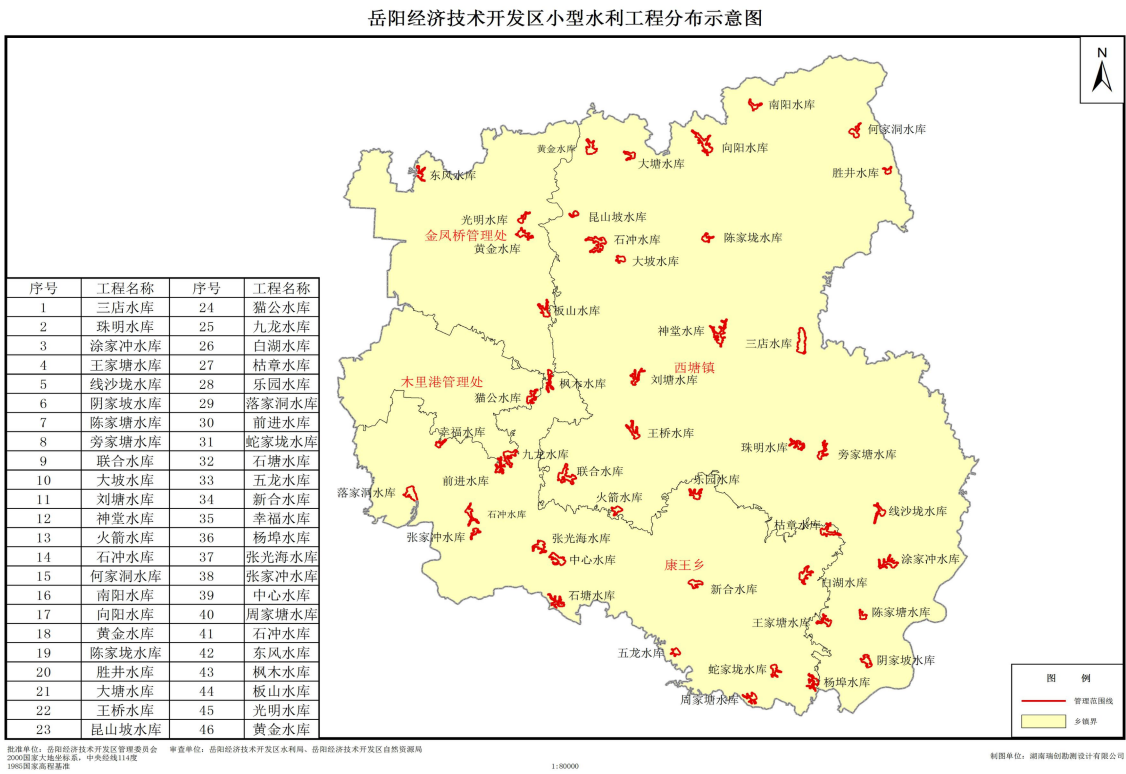 岳阳经济技术开发区小型水利工程分布示意图
N
南阳水库
何家洞水库
黄金水库
向阳水库
大塘水库
胜井水库
东风水库
光明水库
昆山坡水库
金凤桥管理处
石冲水库
陈家垅水库
黄金水库
大坡水库
板山水库
神堂水库
三店水库
西塘镇
木里港管理处
枫木水库
刘塘水库
猫公水库
幸福水库
王桥水库
珠明水库
旁家塘水库
九龙水库
前进水库
联合水库
乐园水库
落家洞水库
火箭水库
石冲水库
线沙垅水库
张家冲水库
枯章水库
张光海水库
中心水库
康王乡
涂家冲水库
新合水库
白湖水库
石塘水库
王家塘水库
陈家塘水库
五龙水库
阴家坡水库
蛇家垅水库
杨埠水库
周家塘水库
序号 工程名称 序号 工程名称
1 三店水库 24 猫公水库
2 珠明水库 25 九龙水库
3 涂家冲水库 26 白湖水库
4 王家塘水库 27 枯章水库
5 线沙垅水库 28 乐园水库
6 阴家坡水库 29 落家洞水库
7 陈家塘水库 30 前进水库
8 旁家塘水库 31 蛇家垅水库
9 联合水库 32 石塘水库
10 大坡水库 33 五龙水库
11 刘塘水库 34 新合水库
12 神堂水库 35 幸福水库
13 火箭水库 36 杨埠水库
14 石冲水库 37 张光海水库
15 何家洞水库 38 张家冲水库
16 南阳水库 39 中心水库
17 向阳水库 40 周家塘水库
18 黄金水库 41 石冲水库
19 陈家垅水库 42 东风水库
20 胜井水库 43 枫木水库
21 大塘水库 44 板山水库
22 王桥水库 45 光明水库
23 昆山坡水库 46 黄金水库
图 例
管理范围线
乡镇界
批准单位：岳阳经济技术开发区管理委员会 审查单位：岳阳经济技术开发区水利局、岳阳经济技术开发区自然资源局
2000国家大地坐标系，中央经线114度
1985国家高程基准
1:80000
制图单位：湖南瑞创勘测设计有限公司